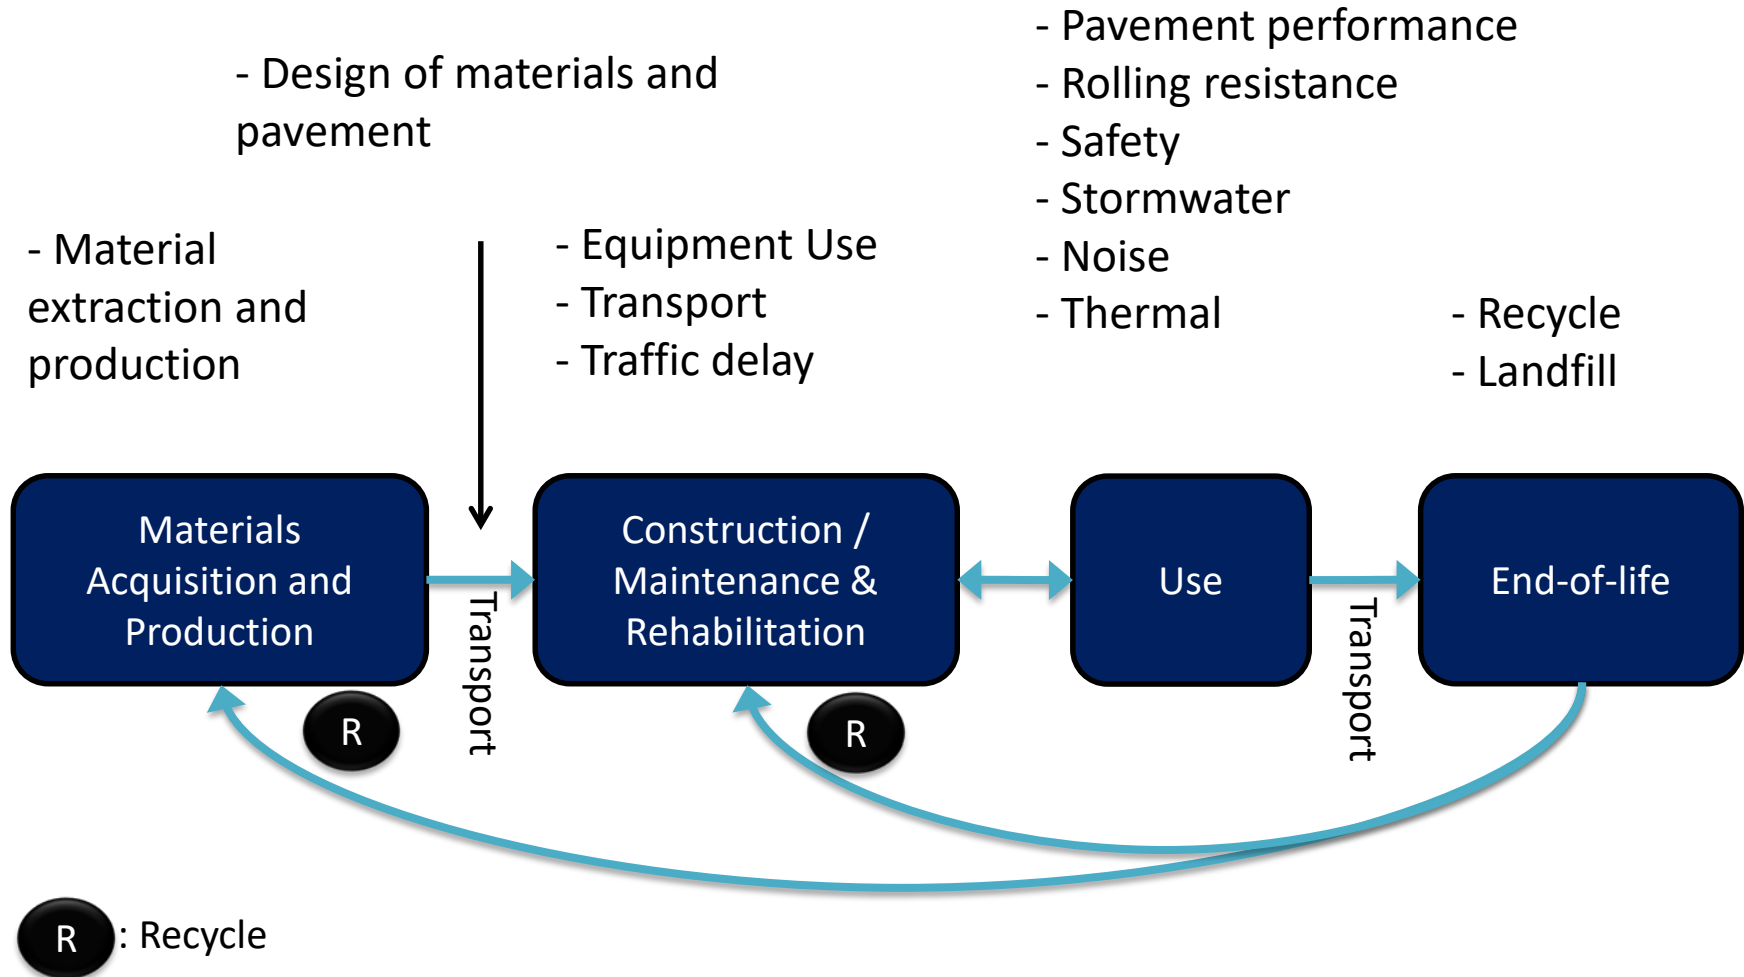 - Design of materials and
pavement
- Material
extraction and
production
- Equipment Use
- Transport
- Traffic delay
- Pavement performance
- Rolling resistance
- Safety
- Stormwater
- Noise
- Thermal
- Recycle
- Landfill
Materials
Acquisition and
Production
Transport
Construction /
Maintenance &
Rehabilitation
Use
Transport
End-of-life
R
R
R
: Recycle